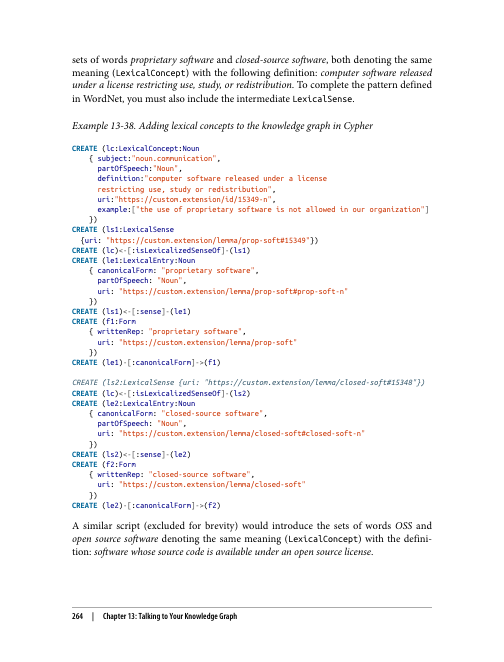 sets of words proprietary software and closed-source software, both denoting the same
meaning (LexicalConcept) with the following definition: computer software released
under a license restricting use, study, or redistribution. To complete the pattern defined
in WordNet, you must also include the intermediate LexicalSense.
Example 13-38. Adding lexical concepts to the knowledge graph in Cypher
CREATE (lc:LexicalConcept:Noun
{ subject:"noun.communication",
partOfSpeech:"Noun",
definition:"computer software released under a license
restricting use, study or redistribution",
uri:"https://custom.extension/id/15349-n",
example:["the use of proprietary software is not allowed in our organization"]
})
CREATE (ls1:LexicalSense
{uri: "https://custom.extension/lemma/prop-soft#15349"})
CREATE (lc)<-[:isLexicalizedSenseOf]-(ls1)
CREATE (le1:LexicalEntry:Noun
{ canonicalForm: "proprietary software",
partOfSpeech: "Noun",
uri: "https://custom.extension/lemma/prop-soft#prop-soft-n"
})
CREATE (ls1)<-[:sense]-(le1)
CREATE (f1:Form
{ writtenRep: "proprietary software",
uri: "https://custom.extension/lemma/prop-soft"
})
CREATE (le1)-[:canonicalForm]->(f1)
CREATE (ls2:LexicalSense {uri: "https://custom.extension/lemma/closed-soft#15348"})
CREATE (lc)<-[:isLexicalizedSenseOf]-(ls2)
CREATE (le2:LexicalEntry:Noun
{ canonicalForm: "closed-source software",
partOfSpeech: "Noun",
uri: "https://custom.extension/lemma/closed-soft#closed-soft-n"
})
CREATE (ls2)<-[:sense]-(le2)
CREATE (f2:Form
{ writtenRep: "closed-source software",
uri: "https://custom.extension/lemma/closed-soft"
})
CREATE (le2)-[:canonicalForm]->(f2)
A similar script (excluded for brevity) would introduce the sets of words OSS and
open source software denoting the same meaning (LexicalConcept) with the defini-
tion: software whose source code is available under an open source license.
264 | Chapter 13: Talking to Your Knowledge Graph